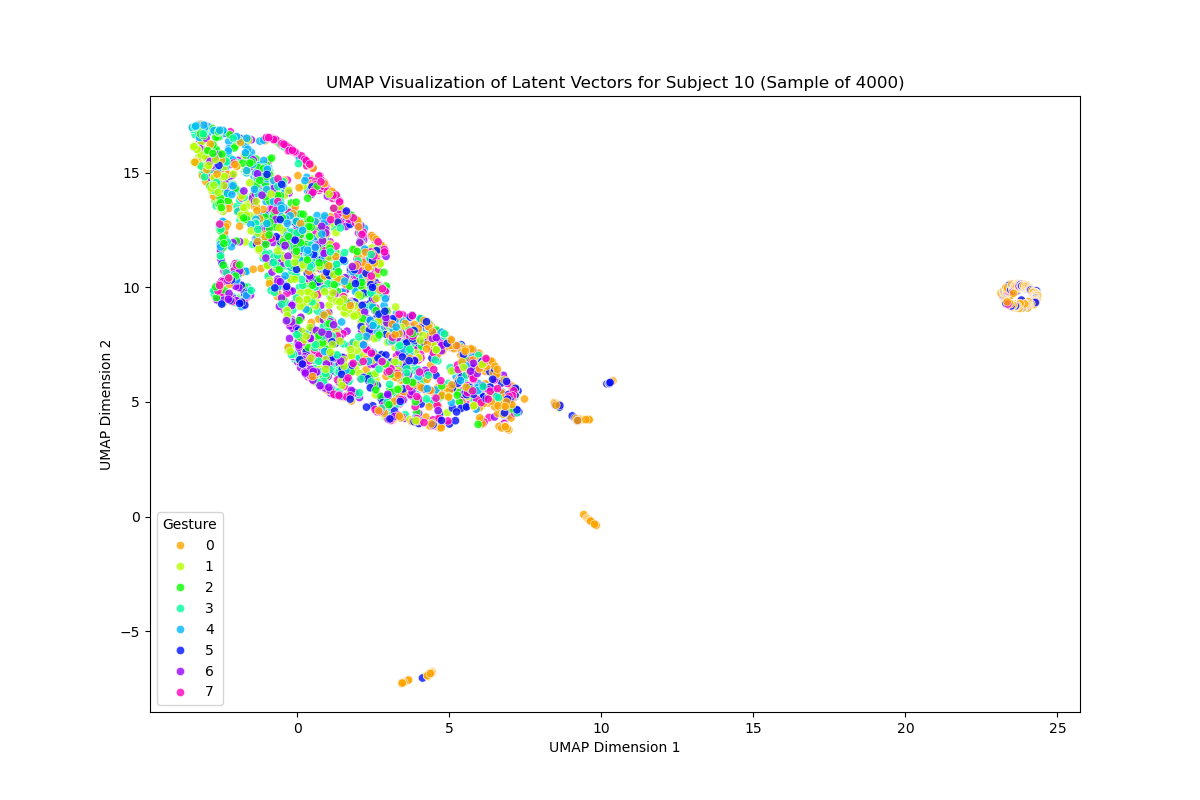 UMAP Visualization of Latent Vectors for Subject 10 (Sample of 4000)
UMAP Dimension 2
15
10
5
0
−5
Gesture
0
1
2
3
4
5
6
7
0 5 10 15 20 25
UMAP Dimension 1